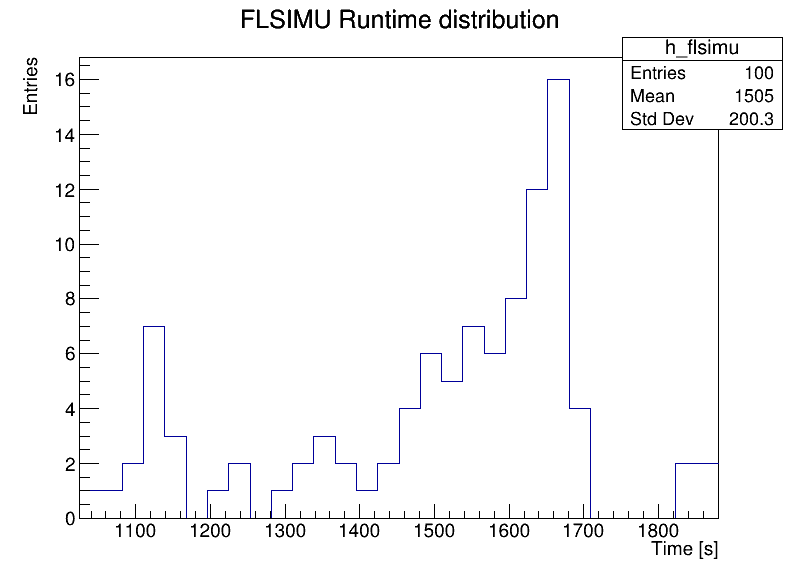 FLSIMU Runtime distribution
h_flsimu
Entries 100
Mean 1505
Std Dev 200.3
Entries
16
14
12
10
8
6
4
2
0
1100 1200 1300 1400 1500 1600 1700 1800
Time [s]